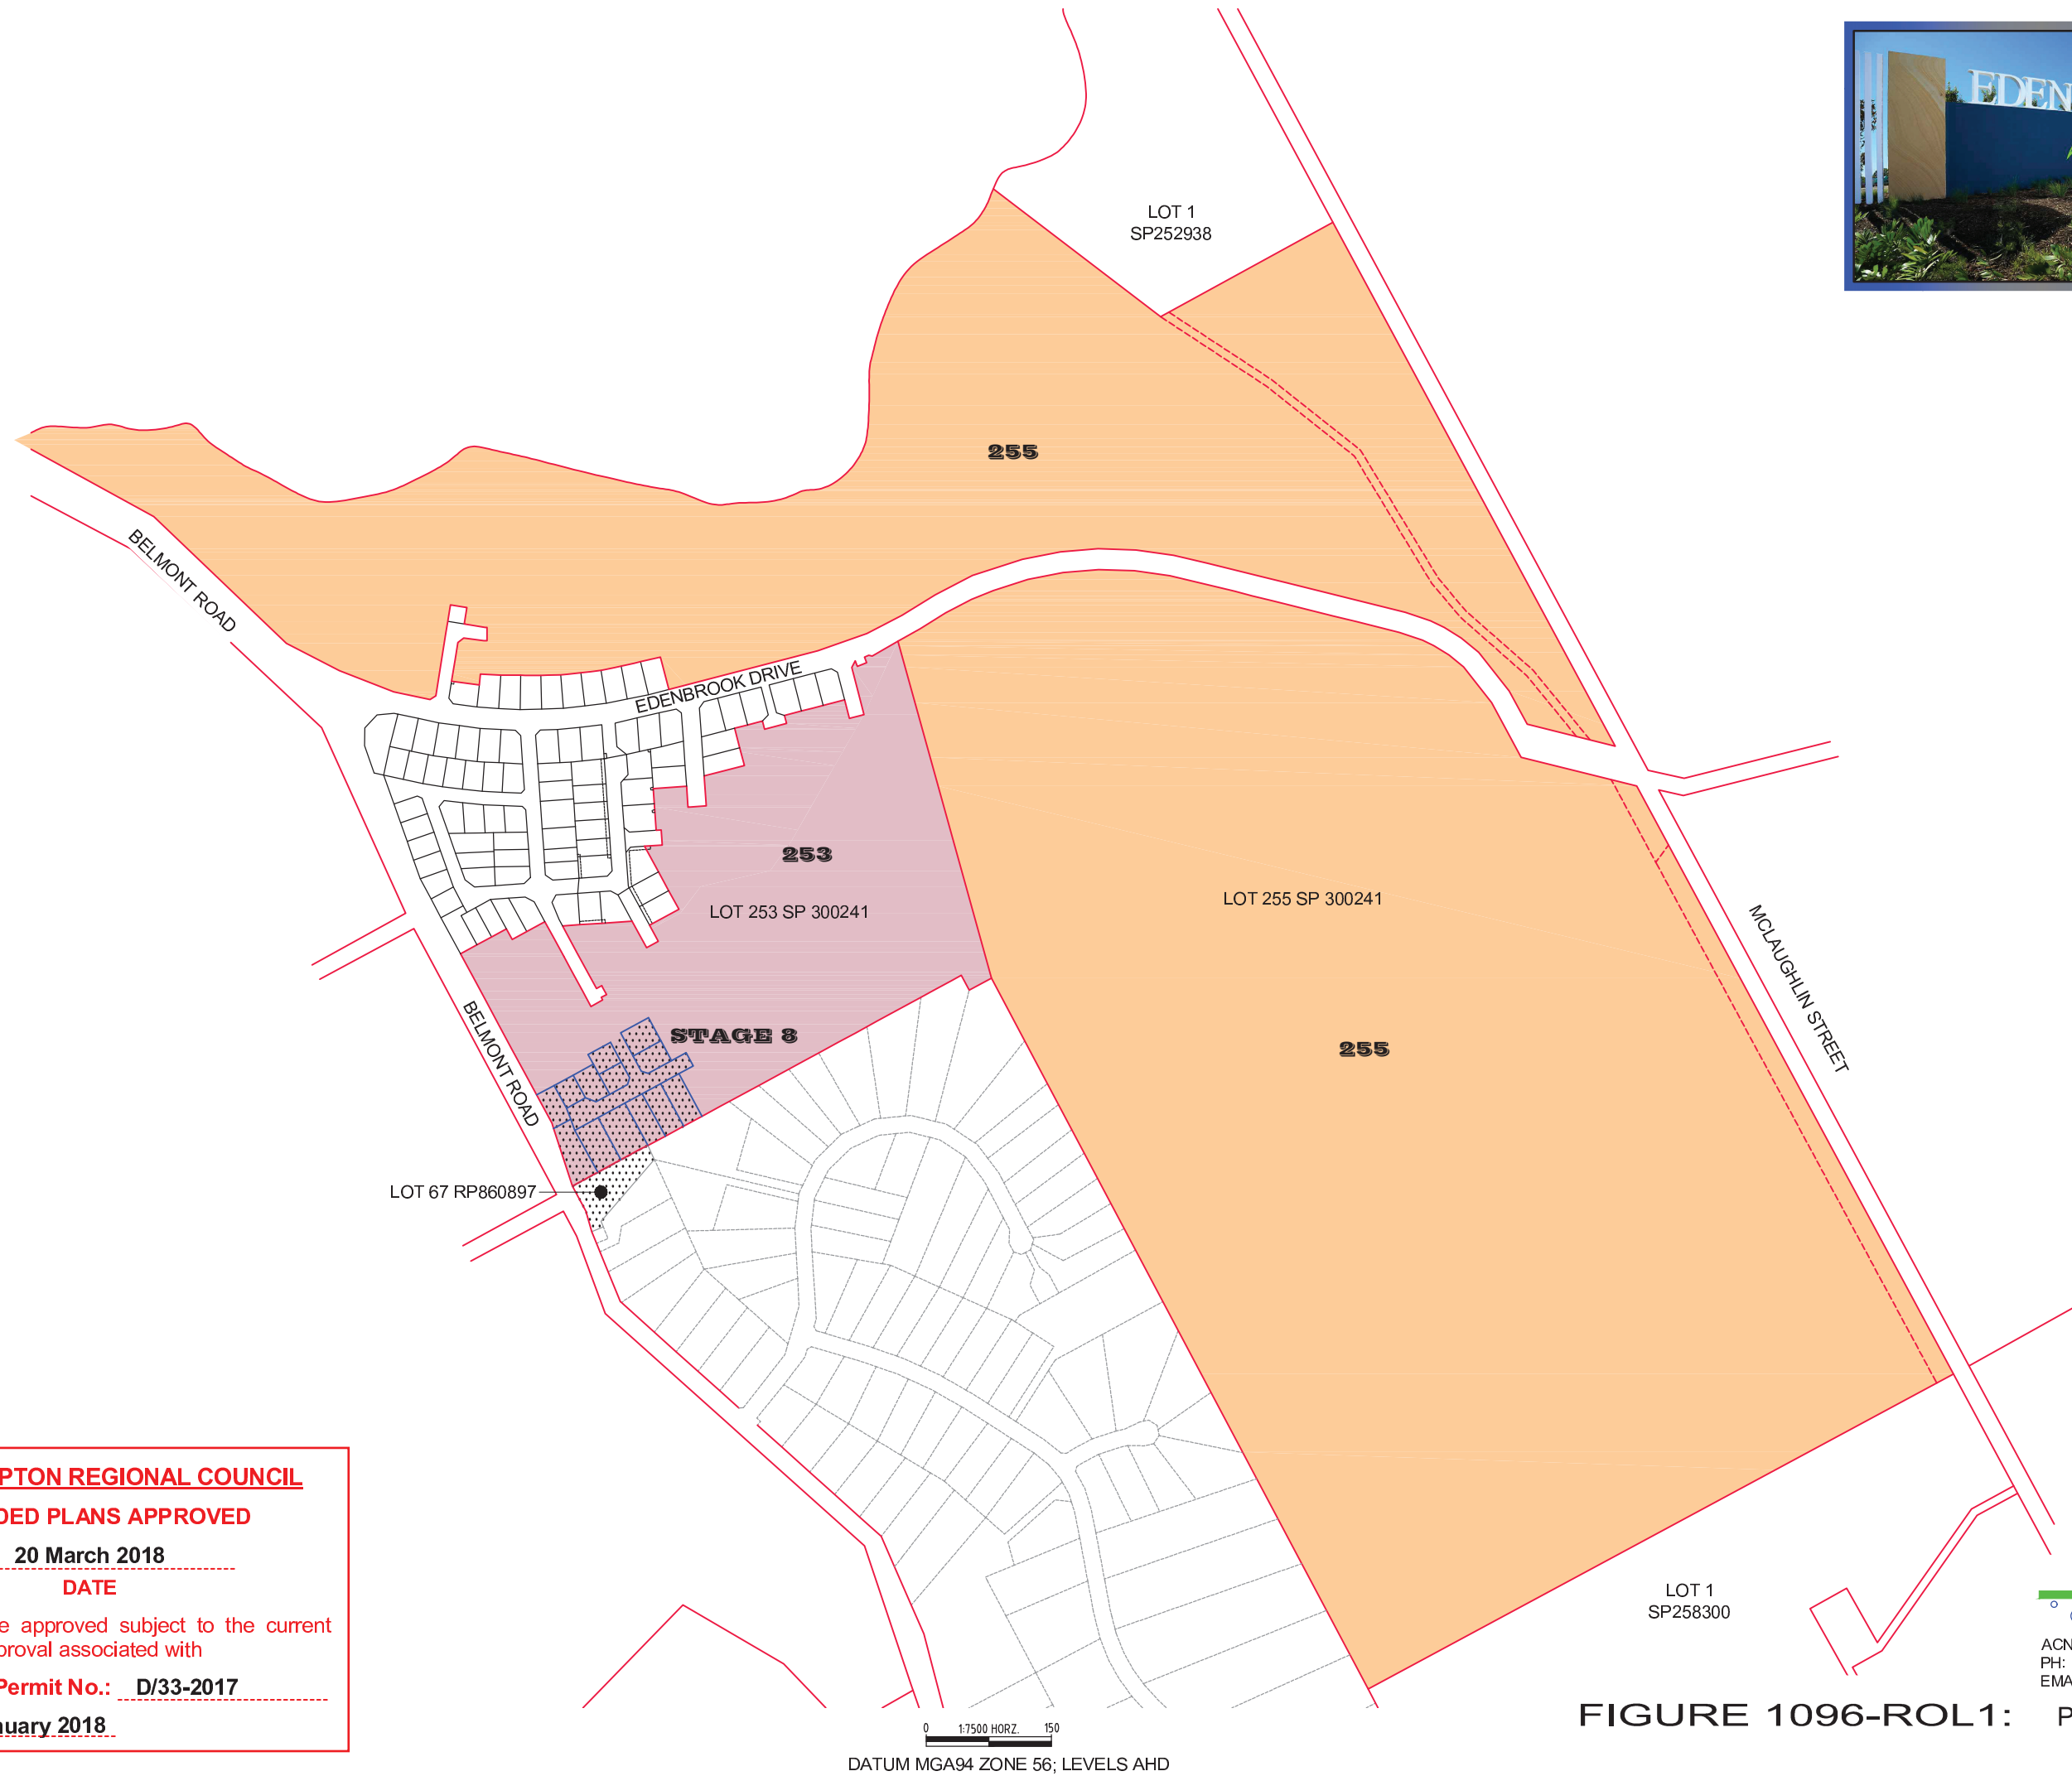 EDEN
LOT 1
SP252938
255
BELMONT ROAD
EDENBROOK DRIVE
253
LOT 253 SP 300241
LOT 255 SP 300241
MCLAUGHLIN STREET
STAGE 8
255
BELMONT ROAD
LOT 67 RP860897
PTON REGIONAL COUNCIL
DED PLANS APPROVED
20 March 2018
DATE
e approved subject to the current
proval associated with
Permit No.: D/33-2017
nuary 2018
LOT 1
SP258300
ACN
PH:
EMA
FIGURE 1096-ROL1: P
0 1:7500 HORZ. 150
DATUM MGA94 ZONE 56; LEVELS AHD